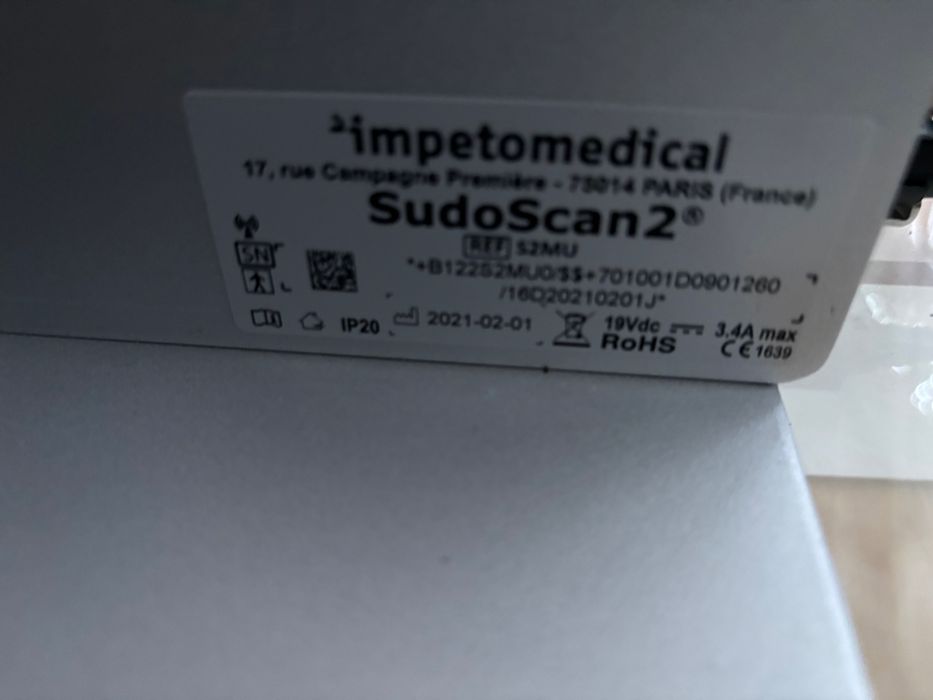 impetomedical
17, rue Campagne Première - 75014 PARIS (France)
SudoScan2®
REF S2MU
SN
*+B122S2MU0/$$+701001D0901260
/16D20210201J*
IP20
2021-02-01
19Vdc 3.4A max
RoHS
CE 1639